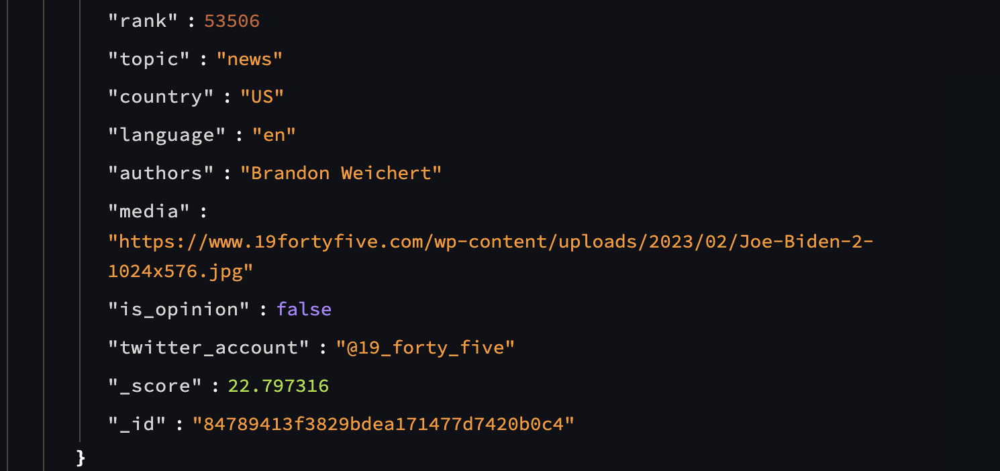 "rank" : 53506
"topic" : "news"
"country" : "US"
"language" : "en"
"authors" : "Brandon Weichert"
"media" :
"https://www.19fortyfive.com/wp-content/uploads/2023/02/Joe-Biden-2-
1024x576.jpg"
"is_opinion" : false
"twitter_account" : "@19_forty_five"
"_score" : 22.797316
"_id" : "84789413f3829bdea171477d7420b0c4"
}